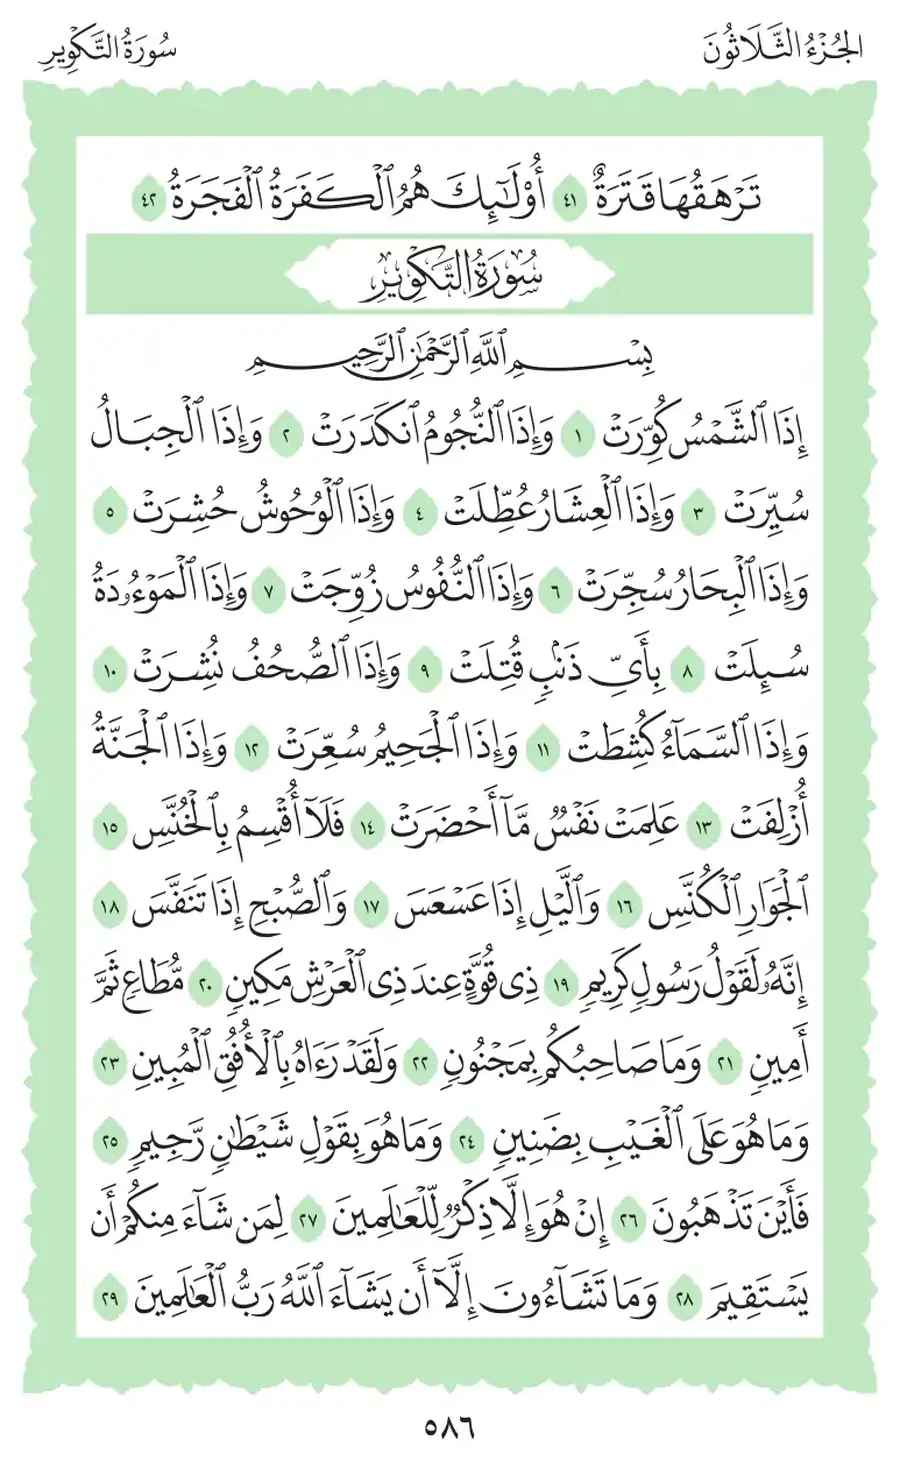 الجُزْءُ الثَّلَاثُونَ
سُورَةُ التَّكْوِيرِ
تَرْهَقُهَا قَتَرَةٌ ٤١ أُوْلَٰٓئِكَ هُمُ ٱلْكَفَرَةُ ٱلْفَجَرَةُ ٤٢
سُورَةُ التَّكْوِيرِ
بِسْمِ ٱللَّهِ ٱلرَّحْمَٰنِ ٱلرَّحِيمِ
إِذَا ٱلشَّمْسُ كُوِّرَتْ ١ وَإِذَا ٱلنُّجُومُ ٱنكَدَرَتْ ٢ وَإِذَا ٱلْجِبَالُ
سُيِّرَتْ ٣ وَإِذَا ٱلْعِشَارُ عُطِّلَتْ ٤ وَإِذَا ٱلْوُحُوشُ حُشِرَتْ ٥
وَإِذَا ٱلْبِحَارُ سُجِّرَتْ ٦ وَإِذَا ٱلنُّفُوسُ زُوِّجَتْ ٧ وَإِذَا ٱلْمَوْءُۥدَةُ
سُئِلَتْ ٨ بِأَيِّ ذَنۢبٖ قُتِلَتْ ٩ وَإِذَا ٱلصُّحُفُ نُشِرَتْ ١٠
وَإِذَا ٱلسَّمَآءُ كُشِطَتْ ١١ وَإِذَا ٱلْجَحِيمُ سُعِّرَتْ ١٢ وَإِذَا ٱلْجَنَّةُ
أُزْلِفَتْ ١٣ عَلِمَتْ نَفْسٞ مَّآ أَحْضَرَتْ ١٤ فَلَآ أُقْسِمُ بِٱلْخُنَّسِ ١٥
ٱلْجَوَارِ ٱلْكُنَّسِ ١٦ وَٱلَّيْلِ إِذَا عَسْعَسَ ١٧ وَٱلصُّبْحِ إِذَا تَنَفَّسَ ١٨
إِنَّهُۥ لَقَوْلُ رَسُولٖ كَرِيمٖ ١٩ ذِي قُوَّةٍ عِندَ ذِي ٱلْعَرْشِ مَكِينٖ ٢٠ مُّطَاعٖ ثَمَّ
أَمِينٖ ٢١ وَمَا صَاحِبُكُم بِمَجْنُونٖ ٢٢ وَلَقَدْ رَءَاهُ بِٱلْأُفُقِ ٱلْمُبِينِ ٢٣
وَمَا هُوَ عَلَى ٱلْغَيْبِ بِضَنِينٖ ٢٤ وَمَا هُوَ بِقَوْلِ شَيْطَٰنٖ رَّجِيمٖ ٢٥
فَأَيْنَ تَذْهَبُونَ ٢٦ إِنْ هُوَ إِلَّا ذِكْرٞ لِّلْعَٰلَمِينَ ٢٧ لِمَن شَآءَ مِنكُمْ أَن
يَسْتَقِيمَ ٢٨ وَمَا تَشَآءُونَ إِلَّآ أَن يَشَآءَ ٱللَّهُ رَبُّ ٱلْعَٰلَمِينَ ٢٩
٥٨٦